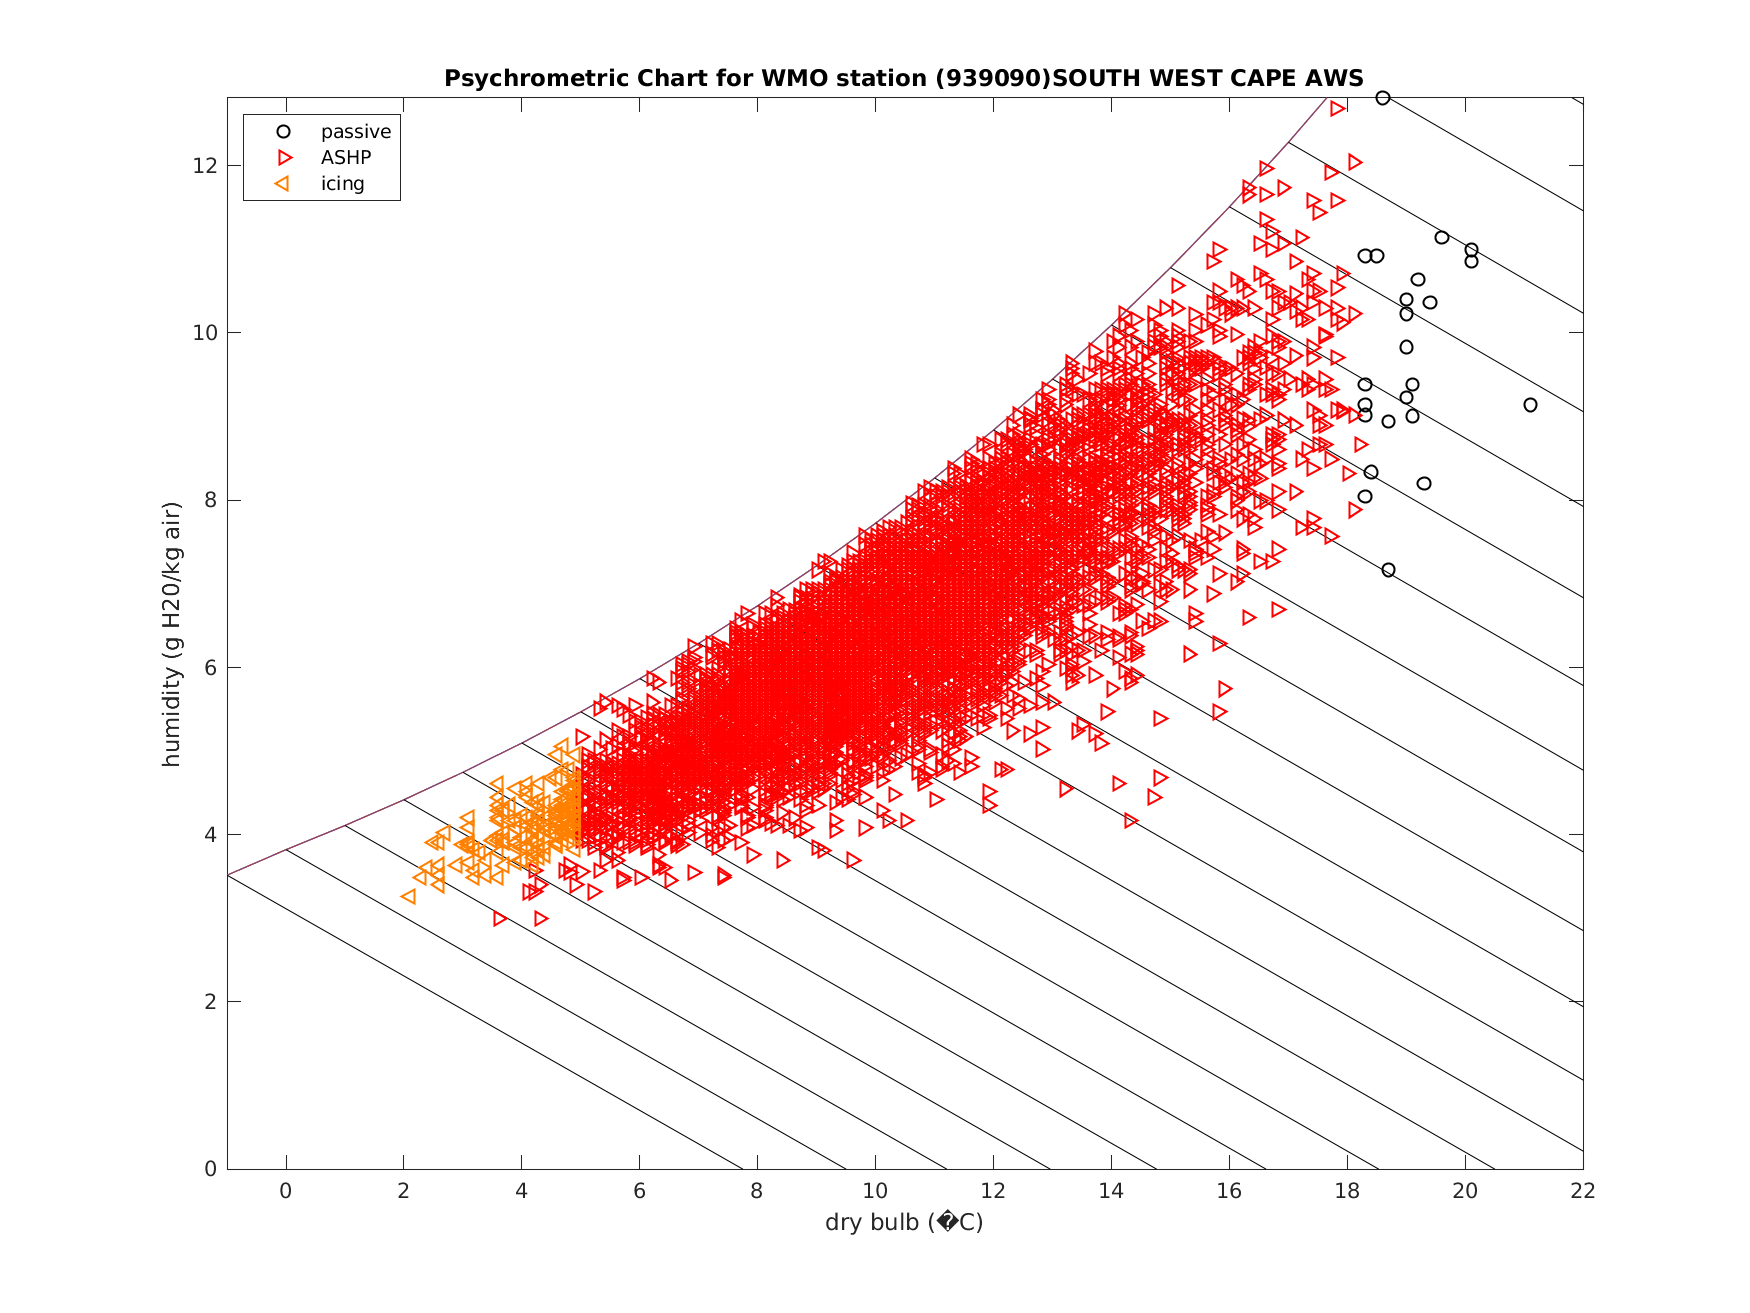 Psychrometric Chart for WMO station (939090)SOUTH WEST CAPE AWS
passive
ASHP
icing
humidity (g H20/kg air)
12
10
8
6
4
2
0
0 2 4 6 8 10 12 14 16 18 20 22
dry bulb (�C)